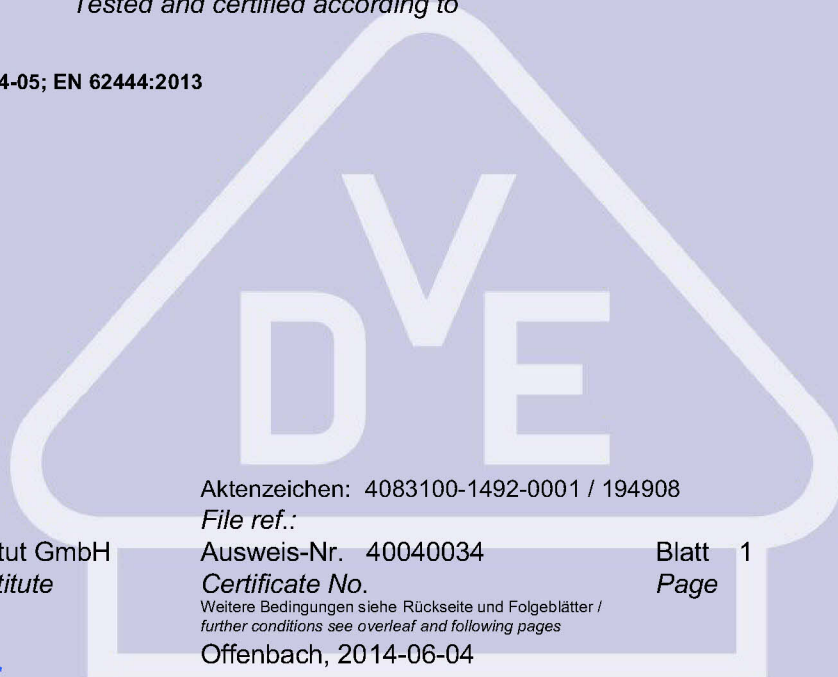 Tested and certified according to
4-05; EN 62444:2013
VDE
Aktenzeichen: 4083100-1492-0001 / 194908
File ref.:
tut GmbH Ausweis-Nr. 40040034 Blatt 1
titute Certificate No. Page
Weitere Bedingungen siehe Rückseite und Folgeblätter /
further conditions see overleaf and following pages
Offenbach, 2014-06-04